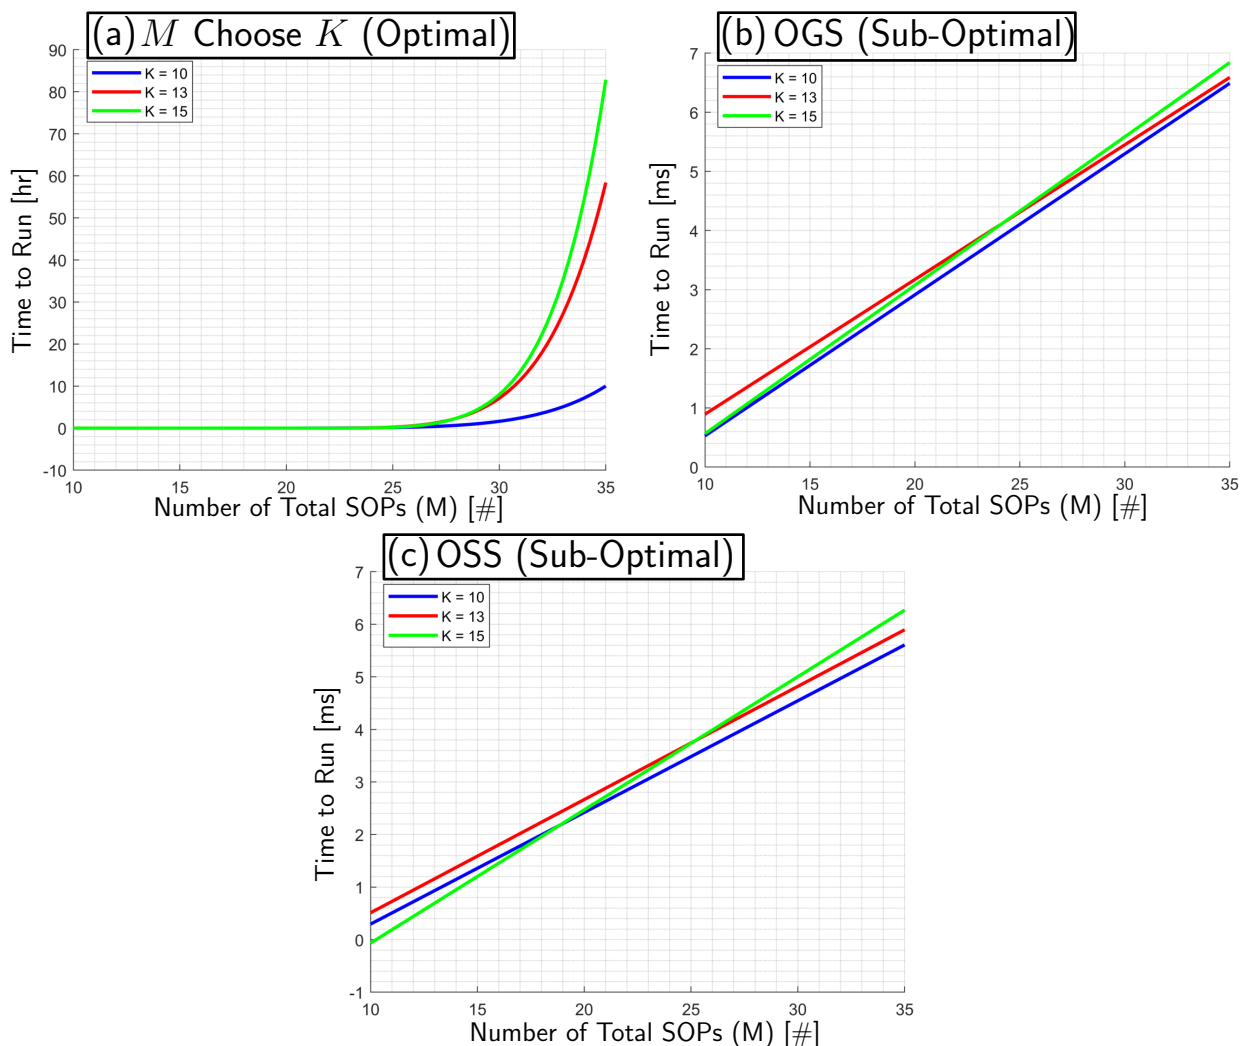 (a) M Choose K (Optimal)
K = 10
K = 13
K = 15
Time to Run [hr]
90
80
70
60
50
40
30
20
10
0
-10
10 15 20 25 30 35
Number of Total SOPs (M) [#]
(b) OGS (Sub-Optimal)
K = 10
K = 13
K = 15
Time to Run [ms]
7
6
5
4
3
2
1
0
10 15 20 25 30 35
Number of Total SOPs (M) [#]
(c) OSS (Sub-Optimal)
K = 10
K = 13
K = 15
Time to Run [ms]
7
6
5
4
3
2
1
0
-1
10 15 20 25 30 35
Number of Total SOPs (M) [#]